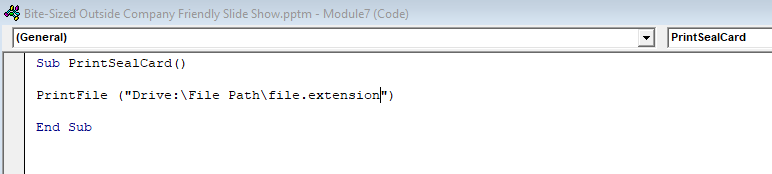 Bite-Sized Outside Company Friendly Slide Show.pptm - Module7 (Code)
(General) PrintSealCard
Sub PrintSealCard()
PrintFile ("Drive:\File Path\file.extension")
End Sub